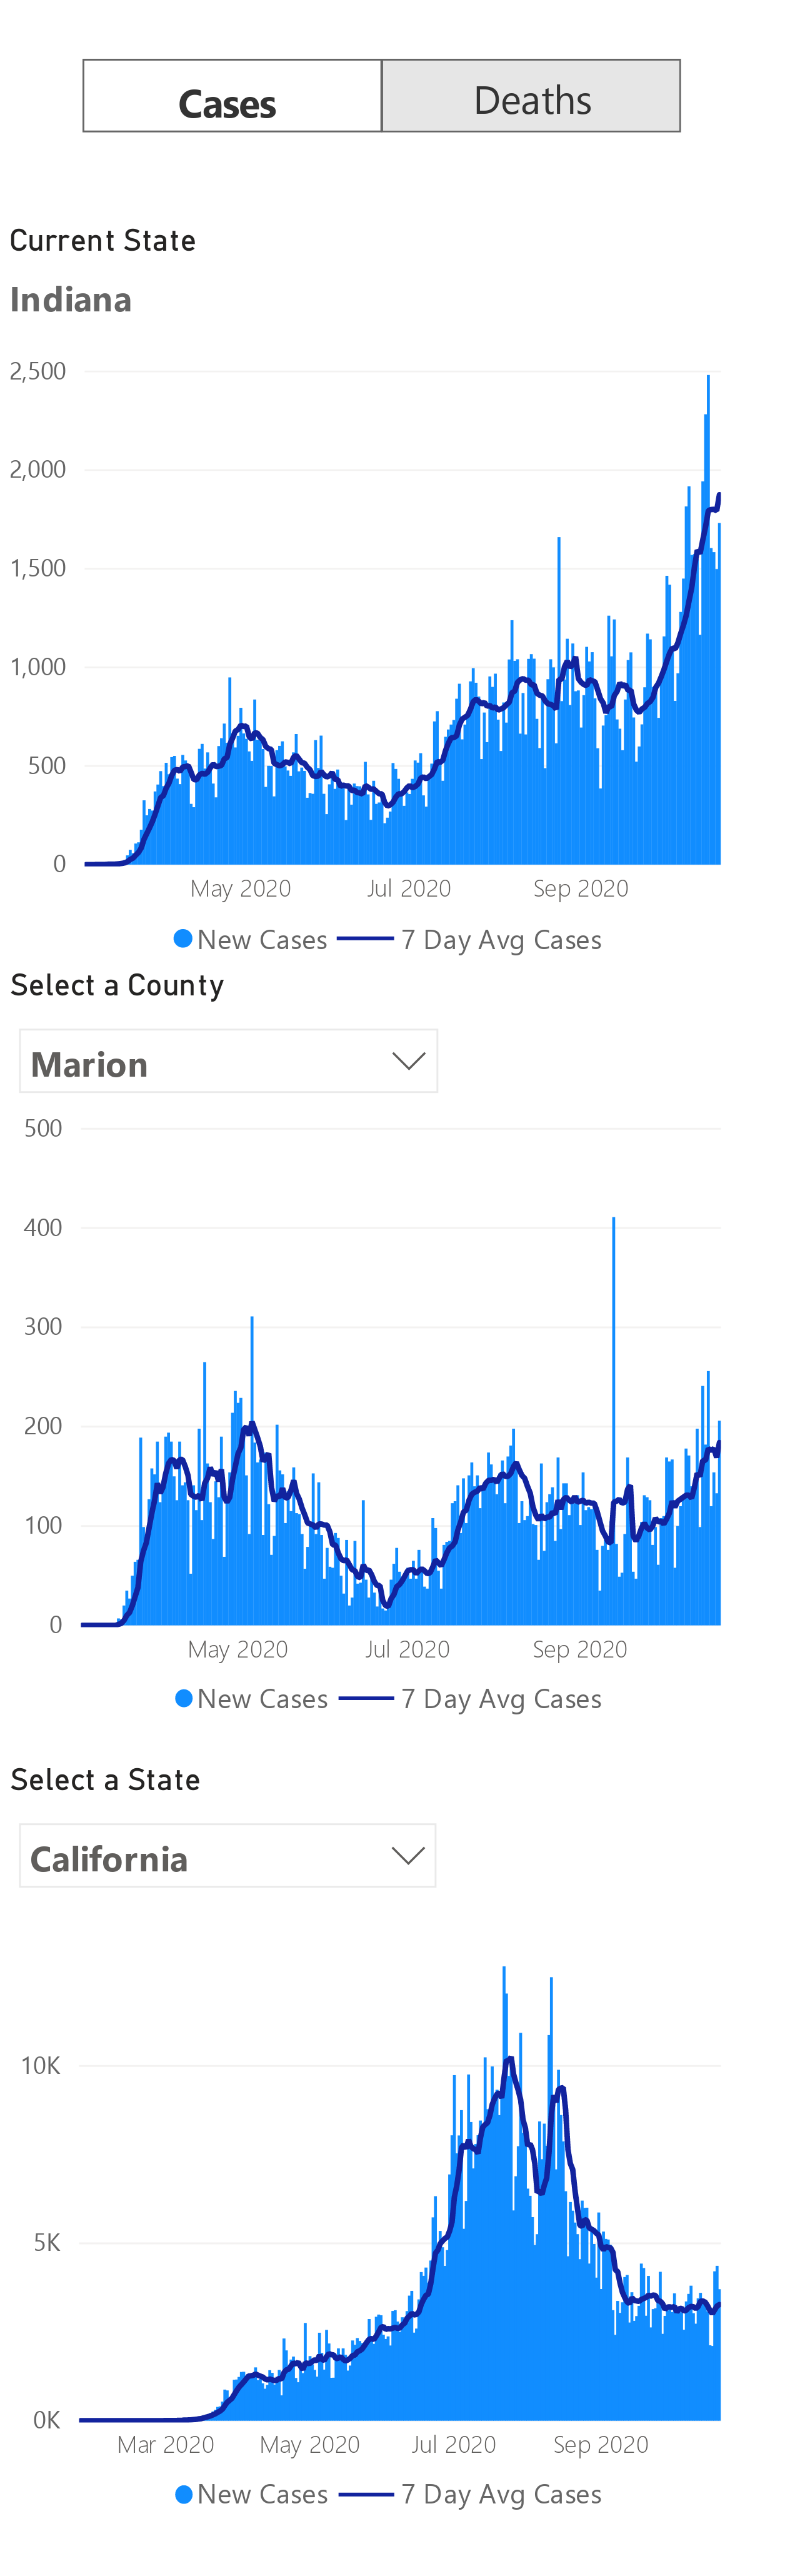 Cases Deaths
Current State
Indiana
2,500
2,000
1,500
1,000
500
0
May 2020 Jul 2020 Sep 2020
New Cases 7 Day Avg Cases
Select a County
Marion
500
400
300
200
100
0
May 2020 Jul 2020 Sep 2020
New Cases 7 Day Avg Cases
Select a State
California
10K
5K
0K
Mar 2020 May 2020 Jul 2020 Sep 2020
New Cases 7 Day Avg Cases